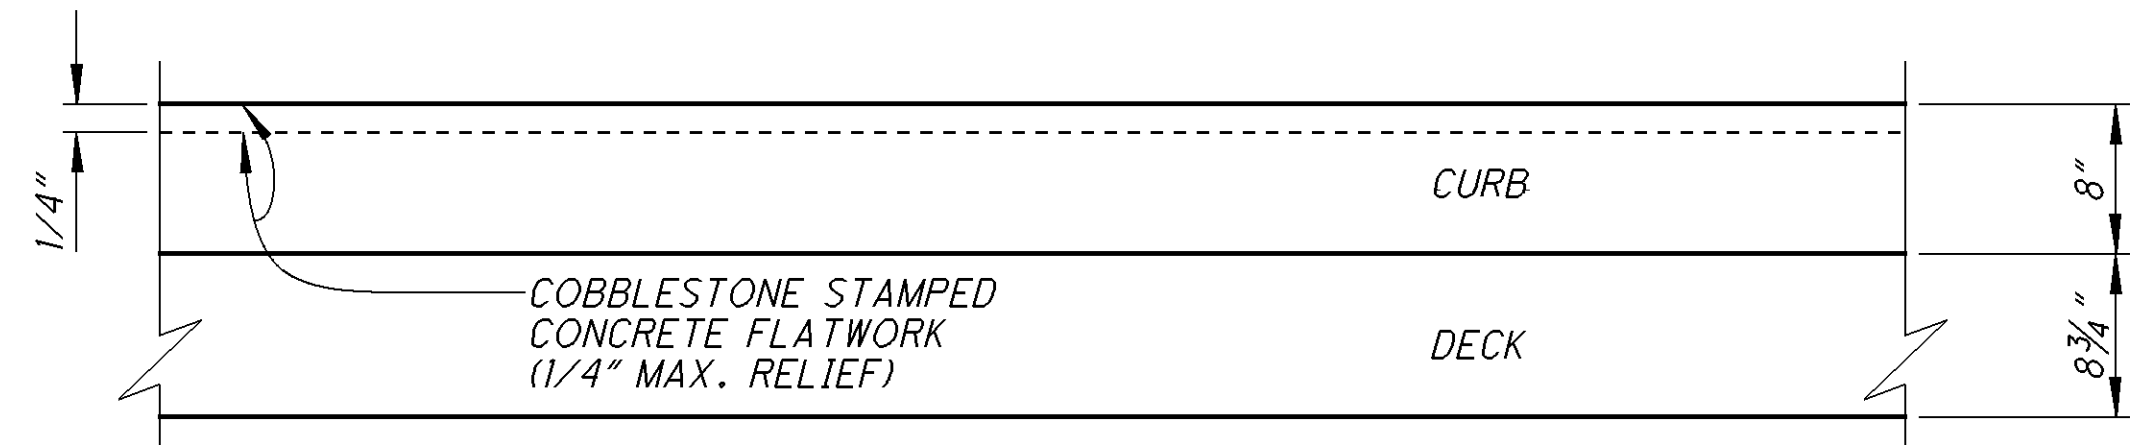 1/4"
CURB
8"
COBBLESTONE STAMPED
CONCRETE FLATWORK
(1/4" MAX. RELIEF)
DECK
8¾"